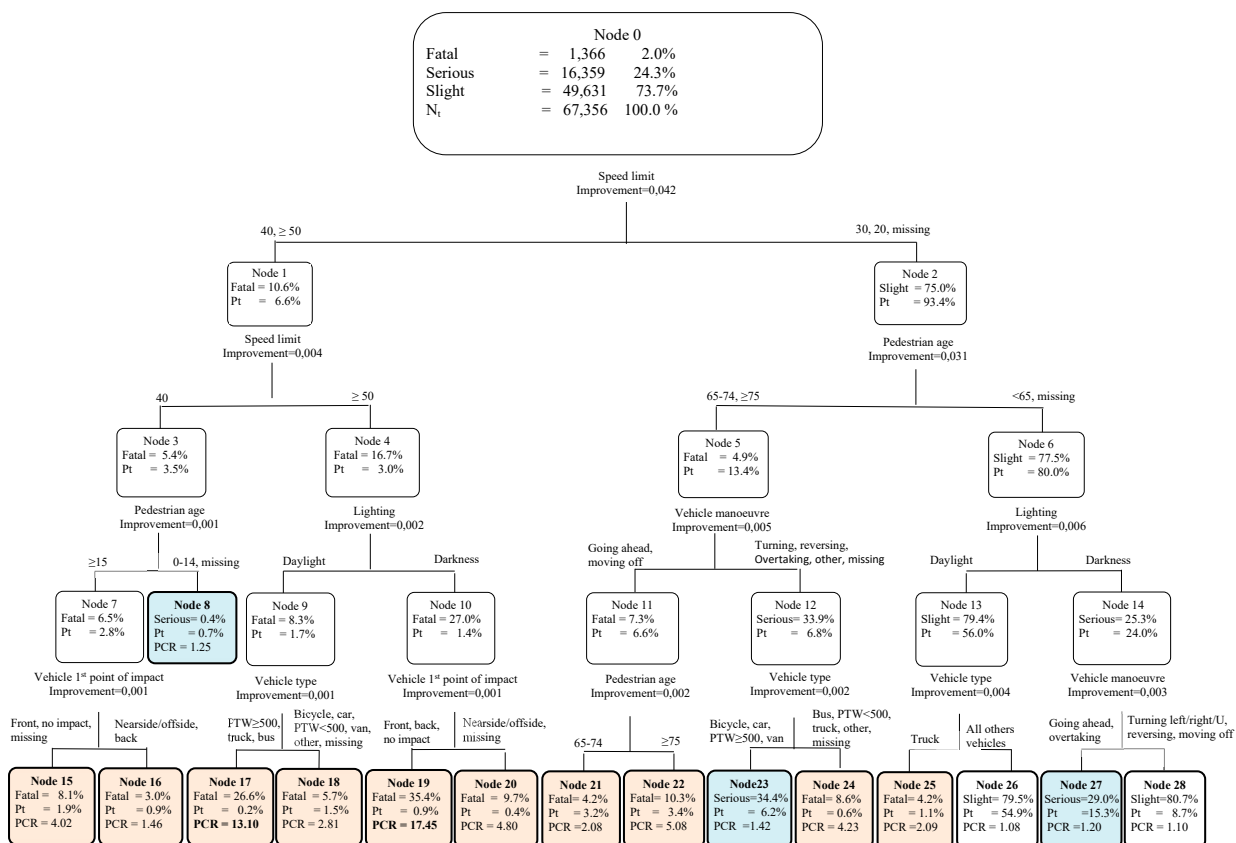 Node 0
Fatal = 1,366 2.0%
Serious = 16,359 24.3%
Slight = 49,631 73.7%
Nt = 67,356 100.0 %
Speed limit
Improvement=0,042
40, ≥ 50
30, 20, missing
Node 1
Fatal = 10.6%
Pt = 6.6%
Node 2
Slight = 75.0%
Pt = 93.4%
Speed limit
Improvement=0,004
Pedestrian age
Improvement=0,031
40
≥ 50
65-74, ≥75
<65, missing
Node 3
Fatal = 5.4%
Pt = 3.5%
Node 4
Fatal = 16.7%
Pt = 3.0%
Node 5
Fatal = 4.9%
Pt = 13.4%
Node 6
Slight = 77.5%
Pt = 80.0%
Pedestrian age
Improvement=0,001
Lighting
Improvement=0,002
Vehicle manoeuvre
Improvement=0,005
Lighting
Improvement=0,006
≥15
0-14, missing
Daylight
Darkness
Going ahead,
moving off
Turning, reversing,
Overtaking, other, missing
Daylight
Darkness
Node 7
Fatal = 6.5%
Pt = 2.8%
Node 8
Serious= 0.4%
Pt = 0.7%
PCR = 1.25
Node 9
Fatal = 8.3%
Pt = 1.7%
Node 10
Fatal = 27.0%
Pt = 1.4%
Node 11
Fatal = 7.3%
Pt = 6.6%
Node 12
Serious = 33.9%
Pt = 6.8%
Node 13
Slight = 79.4%
Pt = 56.0%
Node 14
Serious = 25.3%
Pt = 24.0%
Vehicle 1st point of impact
Improvement=0,001
Vehicle type
Improvement=0,001
Vehicle 1st point of impact
Improvement=0,001
Pedestrian age
Improvement=0,002
Vehicle type
Improvement=0,002
Vehicle type
Improvement=0,004
Vehicle manoeuvre
Improvement=0,003
Front, no impact,
missing
Nearside/offside,
back
PTW≥500,
truck, bus
Bicycle, car,
PTW<500, van,
other, missing
Front, back,
no impact
Nearside/offside,
missing
65-74
≥75
Bicycle, car,
PTW≥500, van
Bus, PTW<500,
truck, other,
missing
Truck
All others
vehicles
Going ahead,
overtaking
Turning left/right/U,
reversing, moving off
Node 15
Fatal = 8.1%
Pt = 1.9%
PCR = 4.02
Node 16
Fatal = 3.0%
Pt = 0.9%
PCR = 1.46
Node 17
Fatal = 26.6%
Pt = 0.2%
PCR = 13.10
Node 18
Fatal = 5.7%
Pt = 1.5%
PCR = 2.81
Node 19
Fatal = 35.4%
Pt = 0.9%
PCR = 17.45
Node 20
Fatal = 9.7%
Pt = 0.4%
PCR = 4.80
Node 21
Fatal= 4.2%
Pt = 3.2%
PCR =2.08
Node 22
Fatal = 10.3%
Pt = 3.4%
PCR = 5.08
Node23
Serious=34.4%
Pt = 6.2%
PCR =1.42
Node 24
Fatal = 8.6%
Pt = 0.6%
PCR = 4.23
Node 25
Fatal = 4.2%
Pt = 1.1%
PCR = 2.09
Node 26
Slight= 79.5%
Pt = 54.9%
PCR = 1.08
Node 27
Serious=29.0%
Pt =15.3%
PCR = 1.20
Node 28
Slight= 80.7%
Pt = 8.7%
PCR = 1.10